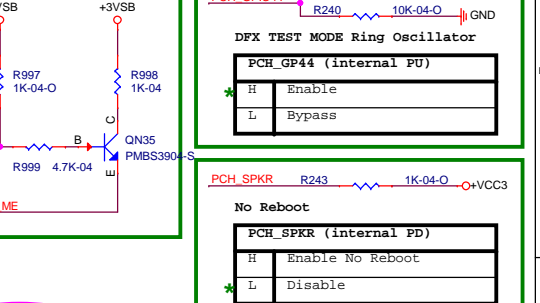 VSB
+3VSB
R997
1K-04-O
R998
1K-04
C
B
QN35
PMBS3904-S
E
R999 4.7K-04
ME
R240 10K-04-O
GND
DFX TEST MODE Ring Oscillator
PCH_GP44 (internal PU)
* H Enable
L Bypass
PCH_SPKR R243 1K-04-O +VCC3
No Reboot
PCH_SPKR (internal PD)
H Enable No Reboot
* L Disable